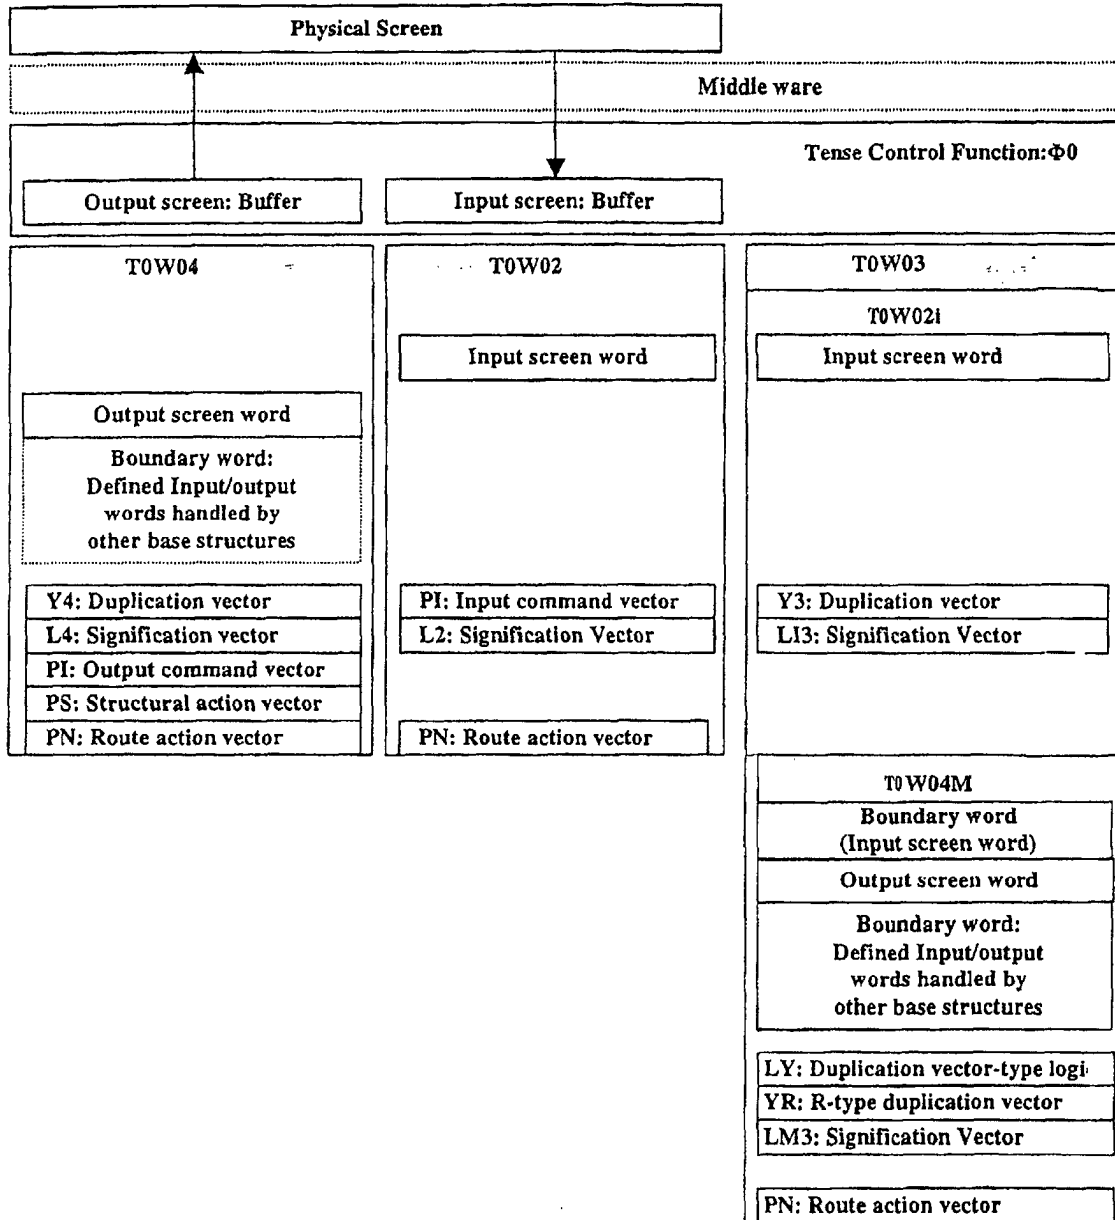 Physical Screen
Middle ware
Tense Control Function:Φ0
Output screen: Buffer
Input screen: Buffer
T0W04
Output screen word
Boundary word:
Defined Input/output
words handled by
other base structures
Y4: Duplication vector
L4: Signification vector
PI: Output command vector
PS: Structural action vector
PN: Route action vector
T0W02
Input screen word
PI: Input command vector
L2: Signification Vector
PN: Route action vector
T0W03
T0W02i
Input screen word
Y3: Duplication vector
LI3: Signification Vector
T0W04M
Boundary word
(Input screen word)
Output screen word
Boundary word:
Defined Input/output
words handled by
other base structures
LY: Duplication vector-type logi
YR: R-type duplication vector
LM3: Signification Vector
PN: Route action vector